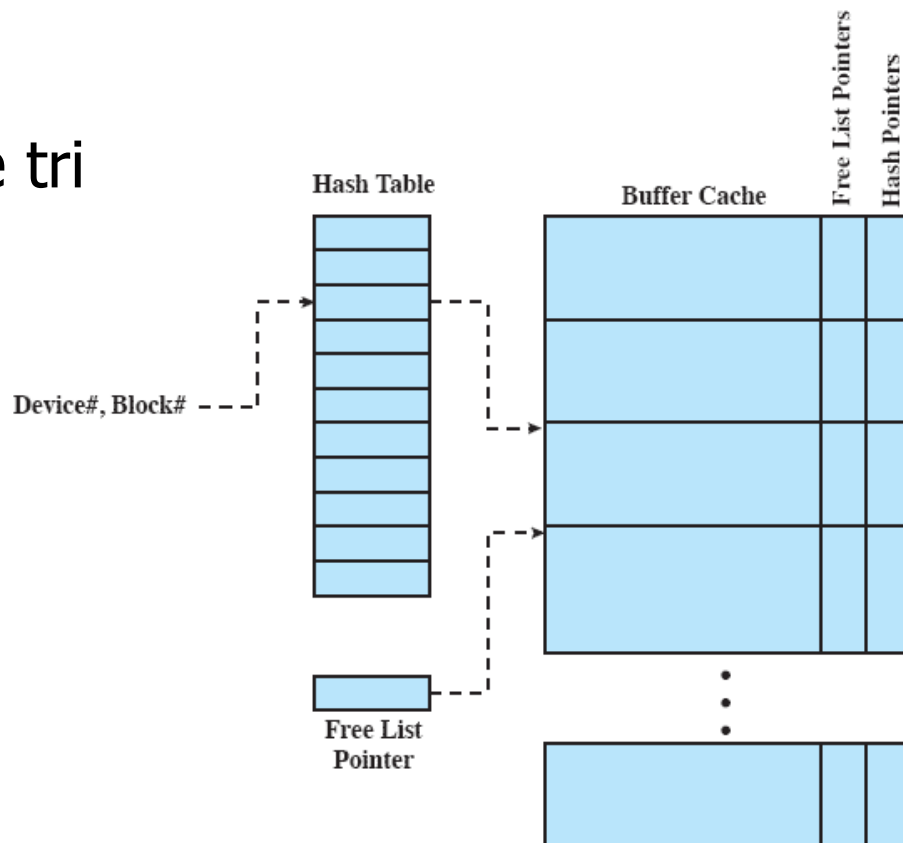 e tri
Hash Table
Buffer Cache
Free List Pointers
Hash Pointers
Device#, Block#
Free List
Pointer